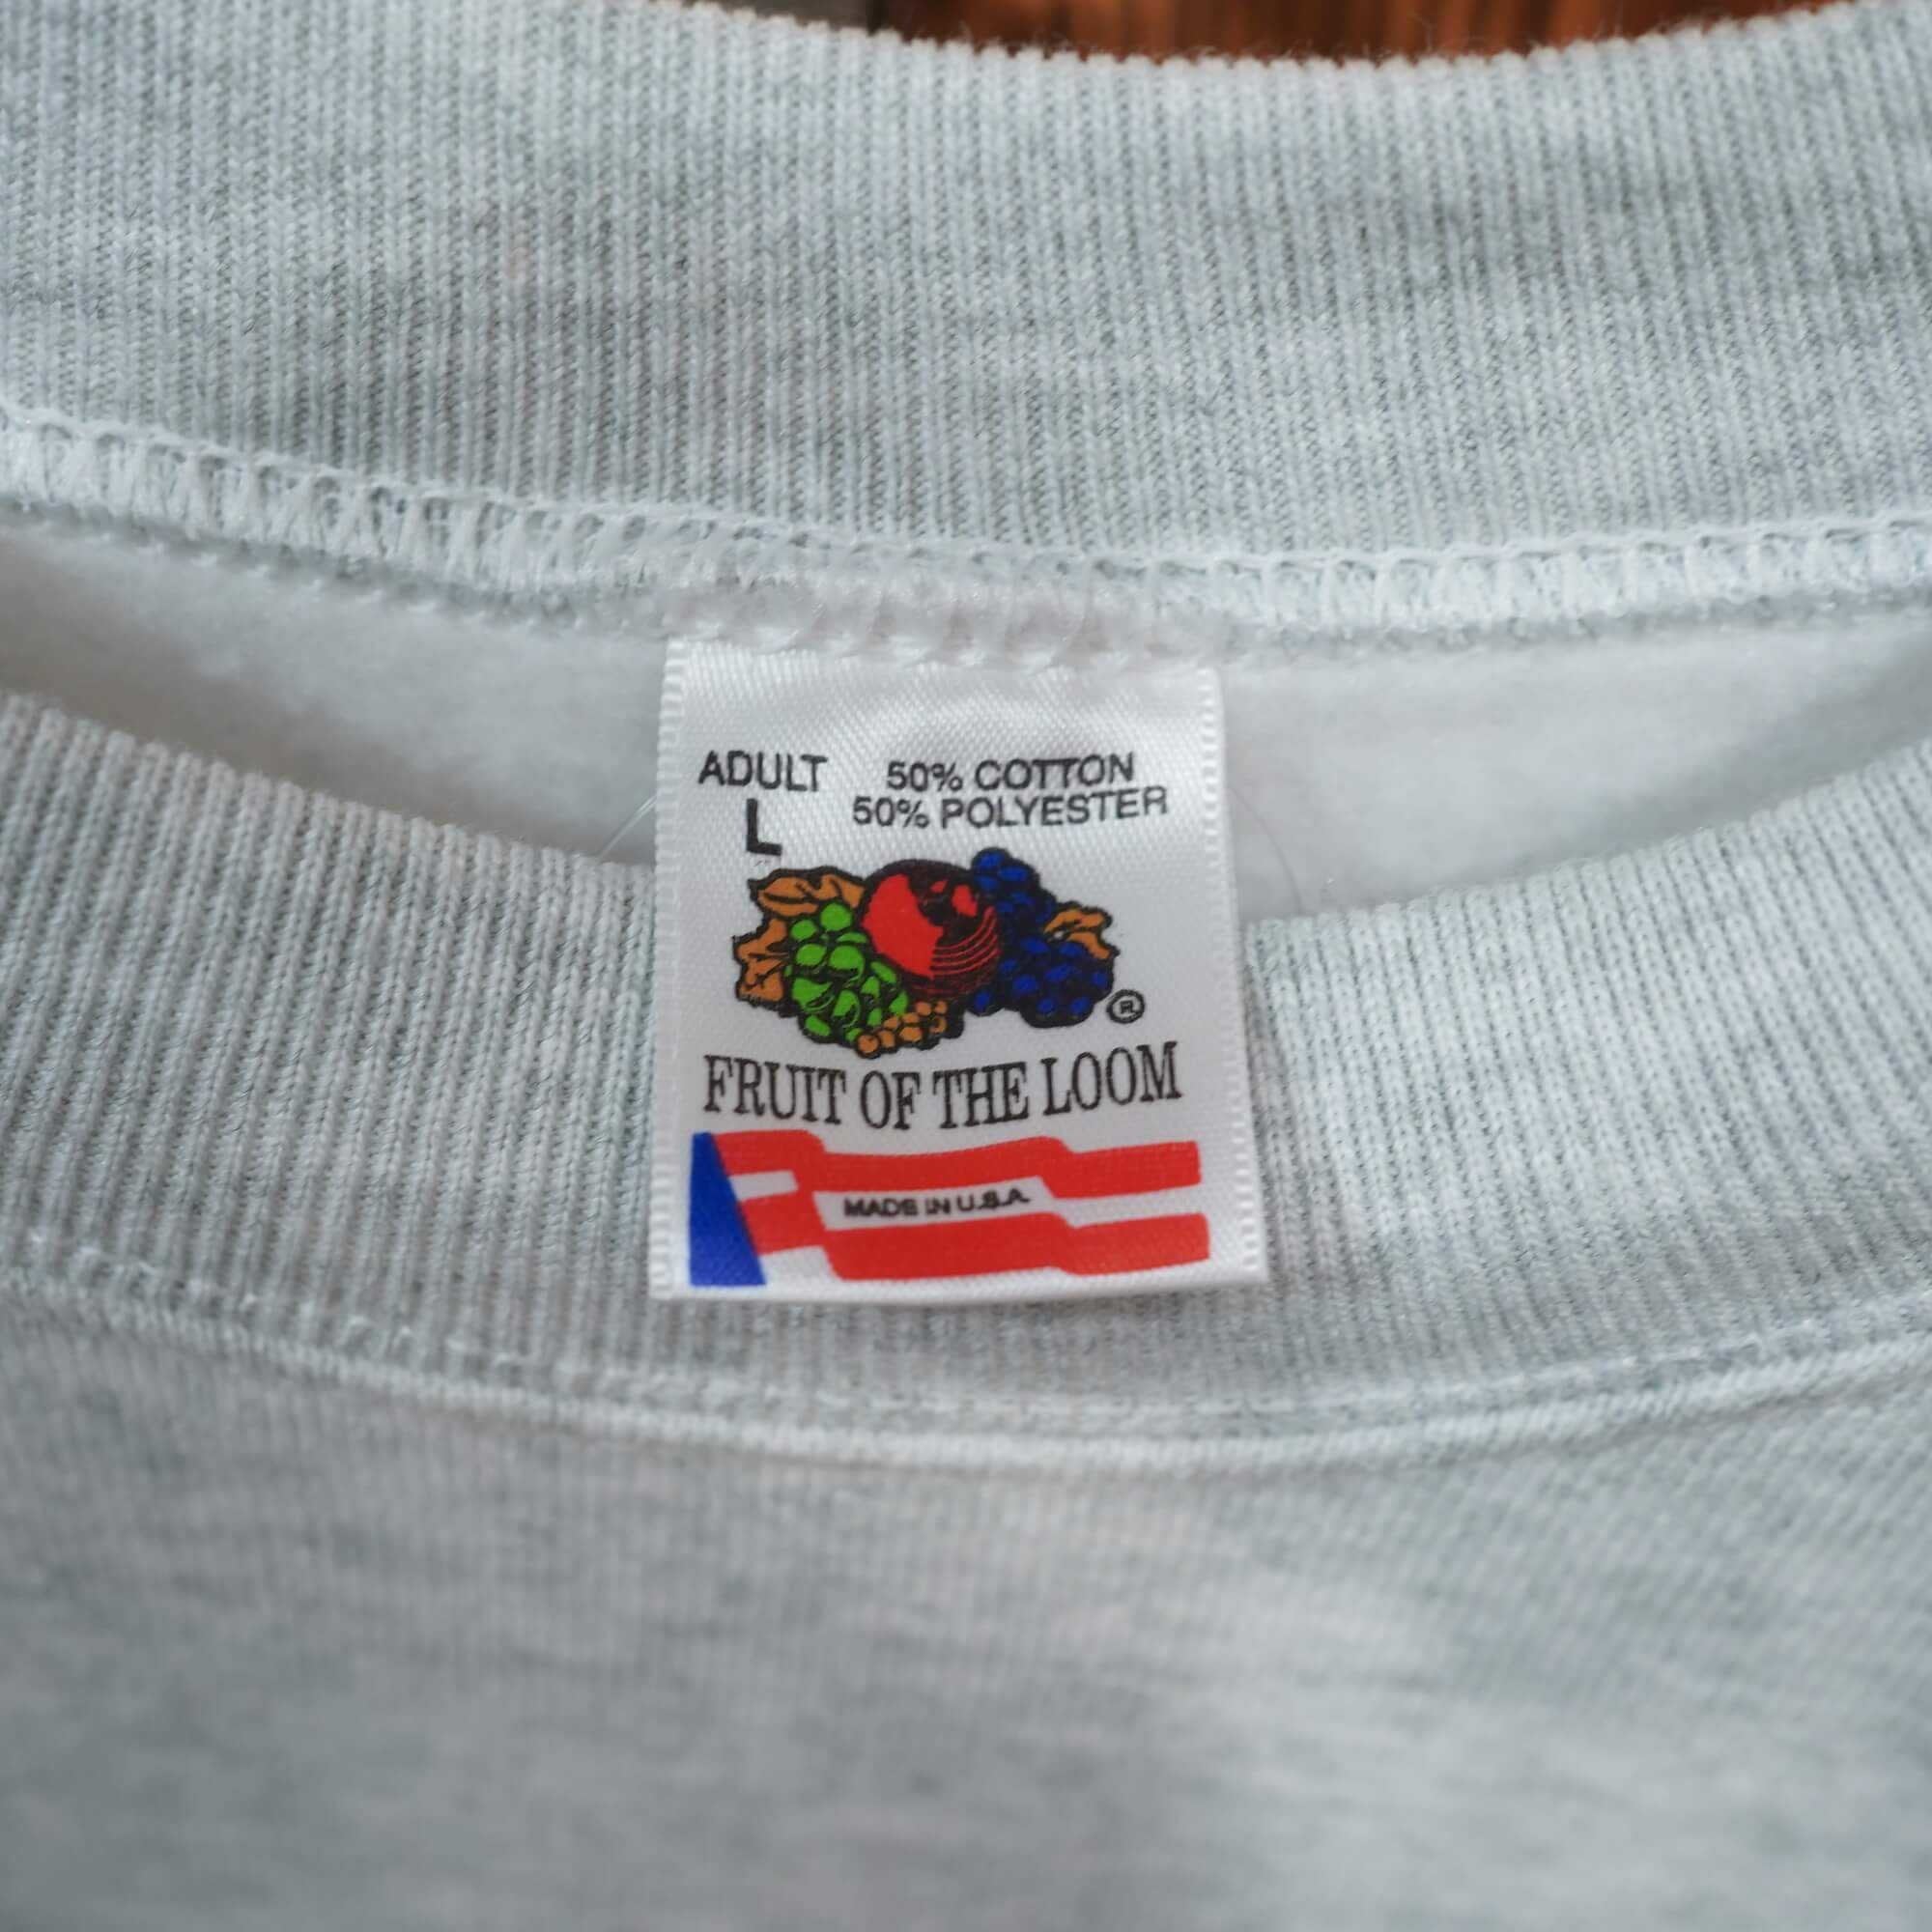 ADULT
L
50% COTTON
50% POLYESTER
®
FRUIT OF THE LOOM
MADE IN U.S.A.